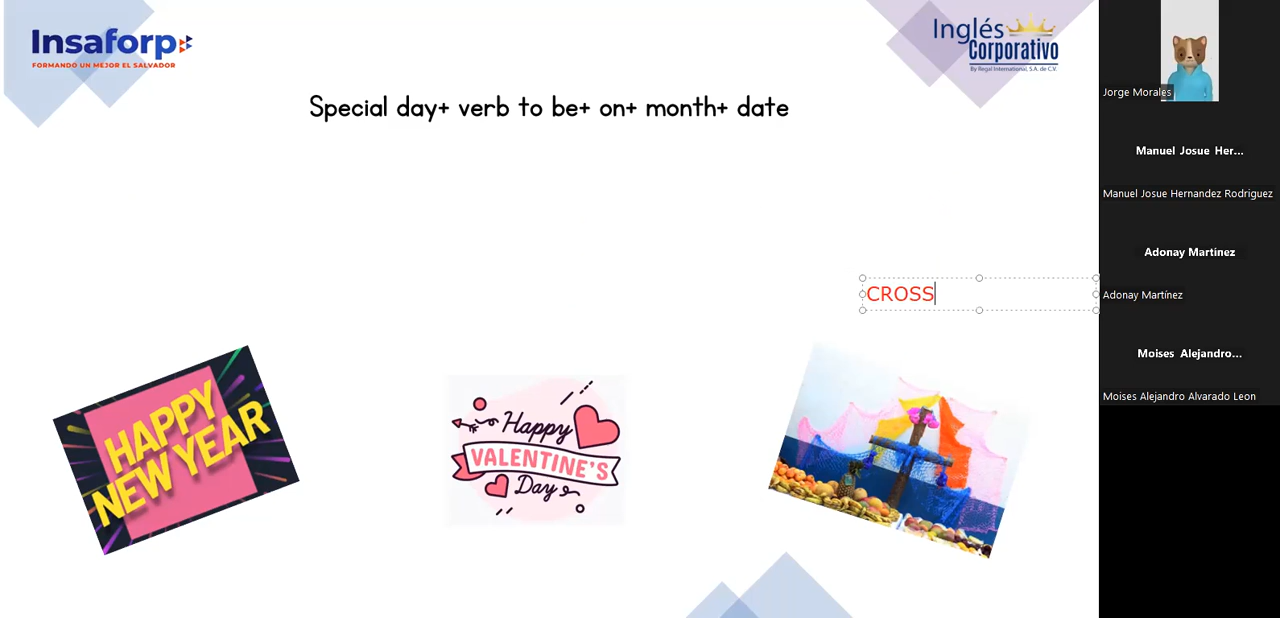 Insaforp
FORMANDO UN MEJOR EL SALVADOR
Inglés
Corporativo
By Regal International, S.A. de C.V.
Special day+ verb to be+ on+ month+ date
CROSS
HAPPY
NEW YEAR
Happy
VALENTINE'S
Day
Jorge Morales
Manuel Josue Her...
Manuel Josue Hernandez Rodriguez
Adonay Martinez
Adonay Martínez
Moises Alejandro...
Moises Alejandro Alvarado Leon